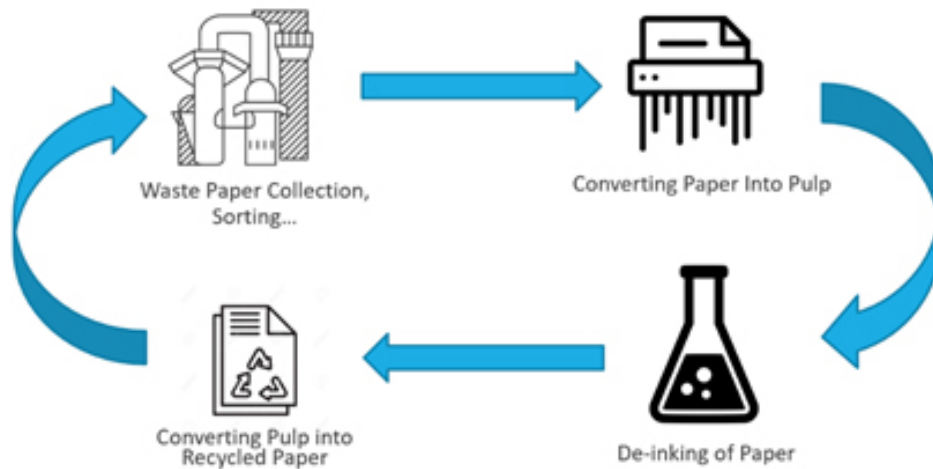 Waste Paper Collection,
Sorting...
Converting Paper Into Pulp
Converting Pulp into
Recycled Paper
De-inking of Paper